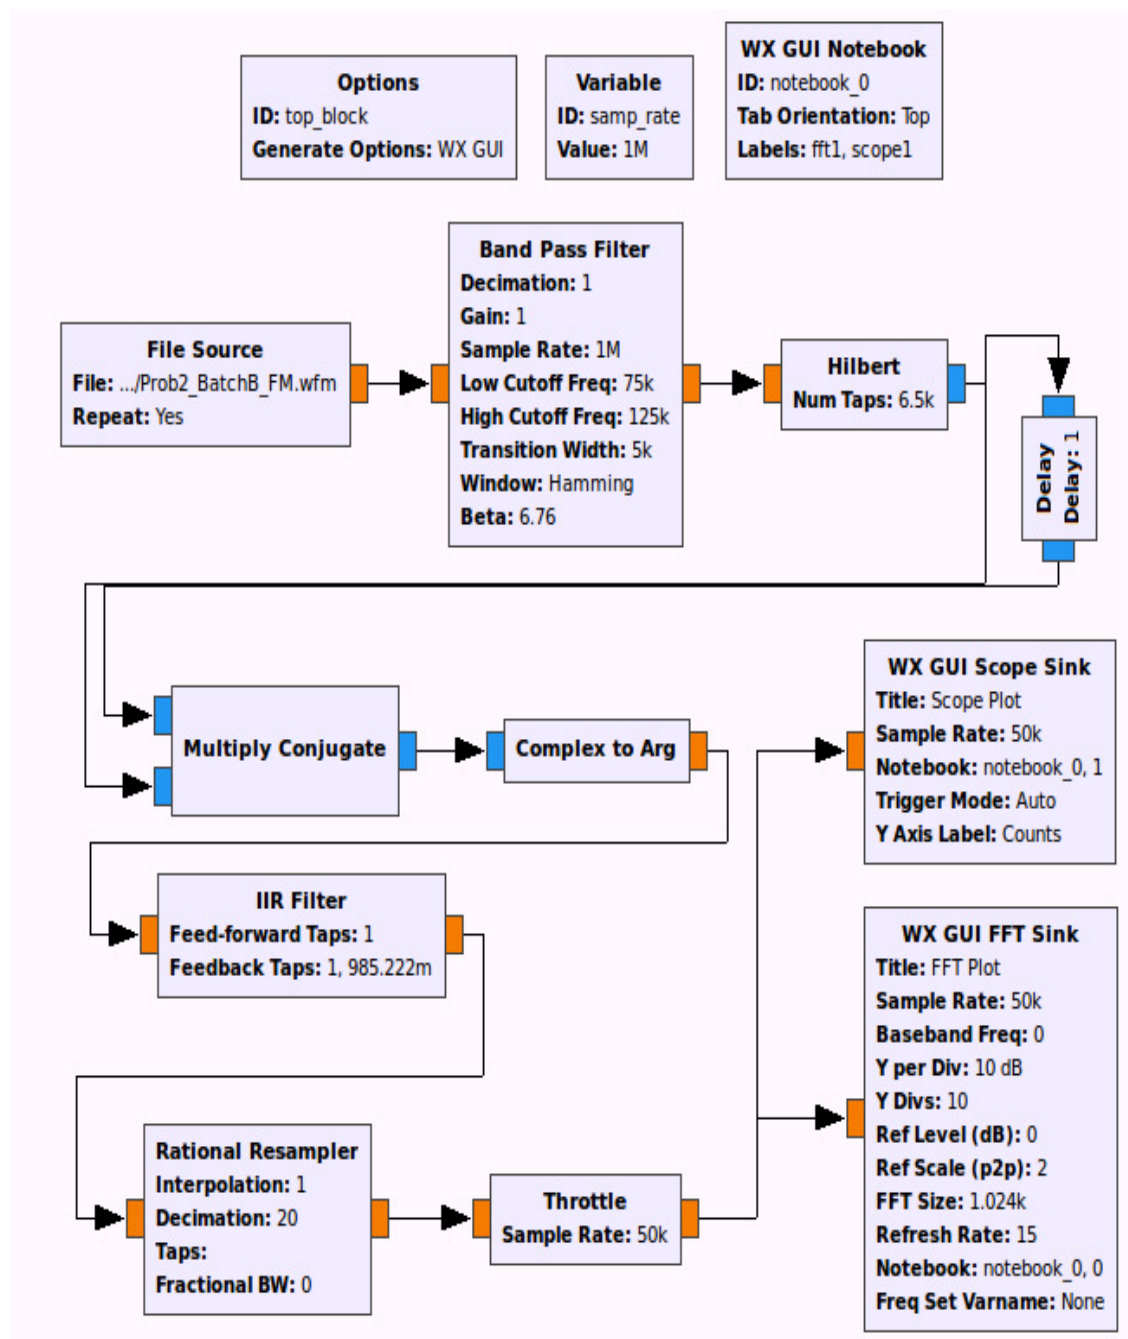 Options
ID: top_block
Generate Options: WX GUI
Variable
ID: samp_rate
Value: 1M
WX GUI Notebook
ID: notebook_0
Tab Orientation: Top
Labels: fft1, scope1
File Source
File: .../Prob2_BatchB_FM.wfm
Repeat: Yes
Band Pass Filter
Decimation: 1
Gain: 1
Sample Rate: 1M
Low Cutoff Freq: 75k
High Cutoff Freq: 125k
Transition Width: 5k
Window: Hamming
Beta: 6.76
Hilbert
Num Taps: 6.5k
Delay
Delay: 1
Multiply Conjugate
Complex to Arg
WX GUI Scope Sink
Title: Scope Plot
Sample Rate: 50k
Notebook: notebook_0, 1
Trigger Mode: Auto
Y Axis Label: Counts
IIR Filter
Feed-forward Taps: 1
Feedback Taps: 1, 985.222m
WX GUI FFT Sink
Title: FFT Plot
Sample Rate: 50k
Baseband Freq: 0
Y per Div: 10 dB
Y Divs: 10
Ref Level (dB): 0
Ref Scale (p2p): 2
FFT Size: 1.024k
Refresh Rate: 15
Notebook: notebook_0, 0
Freq Set Varname: None
Rational Resampler
Interpolation: 1
Decimation: 20
Taps:
Fractional BW: 0
Throttle
Sample Rate: 50k